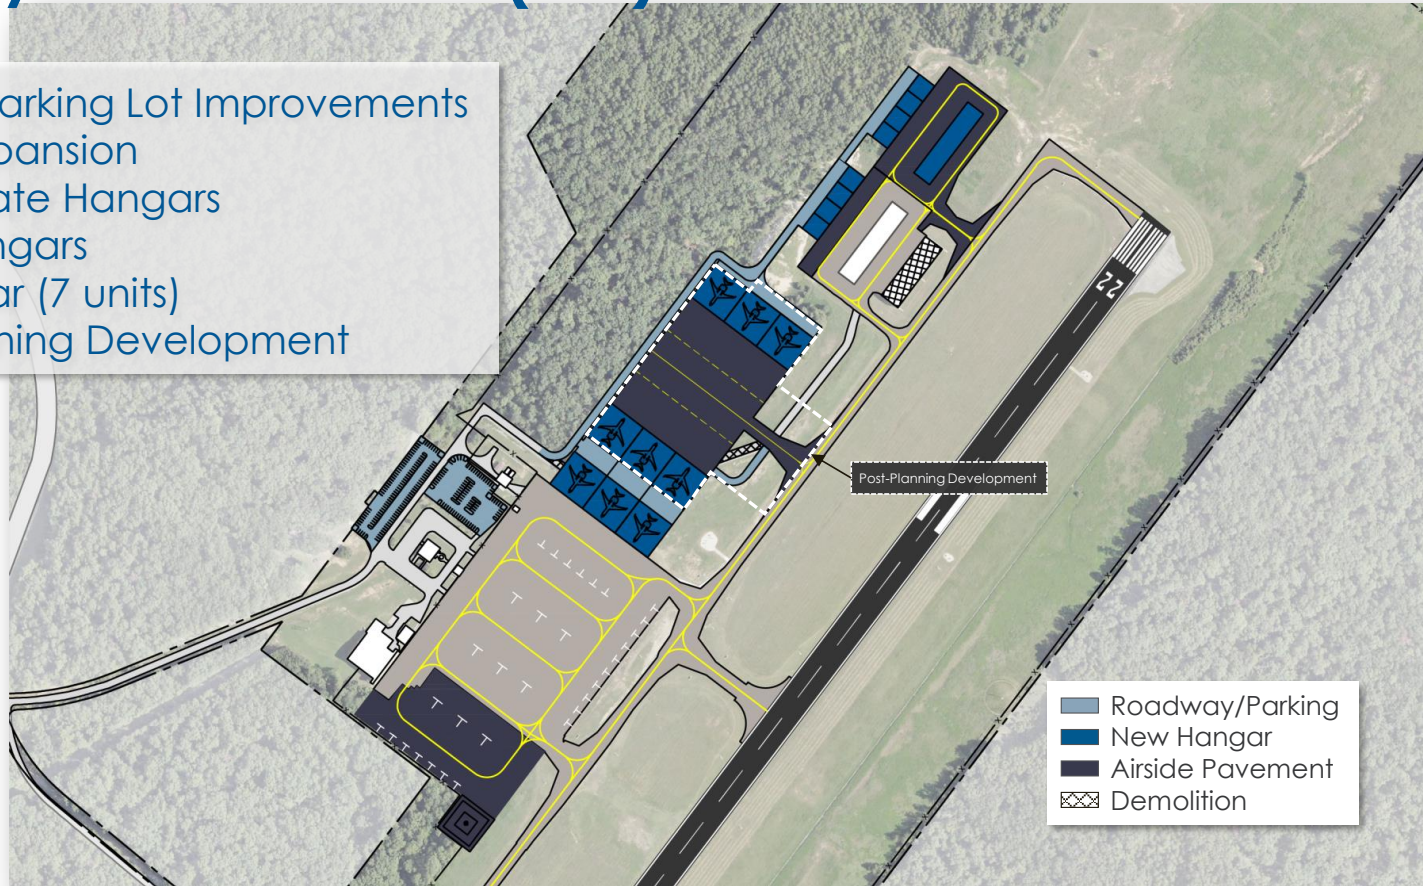 arking Lot Improvements
pansion
ate Hangars
ngars
ar (7 units)
ning Development
22
Post-Planning Development
Roadway/Parking
New Hangar
Airside Pavement
Demolition